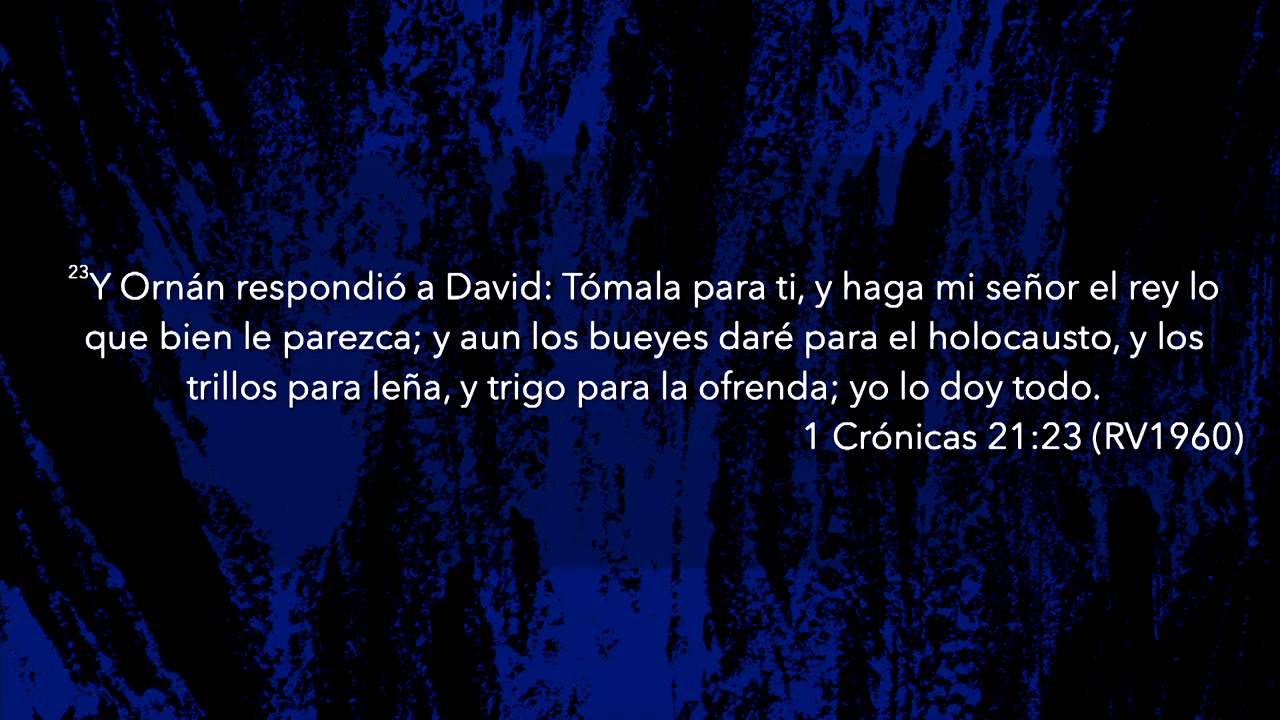 23Y Ornán respondió a David: Tómala para ti, y haga mi señor el rey lo
que bien le parezca; y aun los bueyes daré para el holocausto, y los
trillos para leña, y trigo para la ofrenda; yo lo doy todo.
1 Crónicas 21:23 (RV1960)